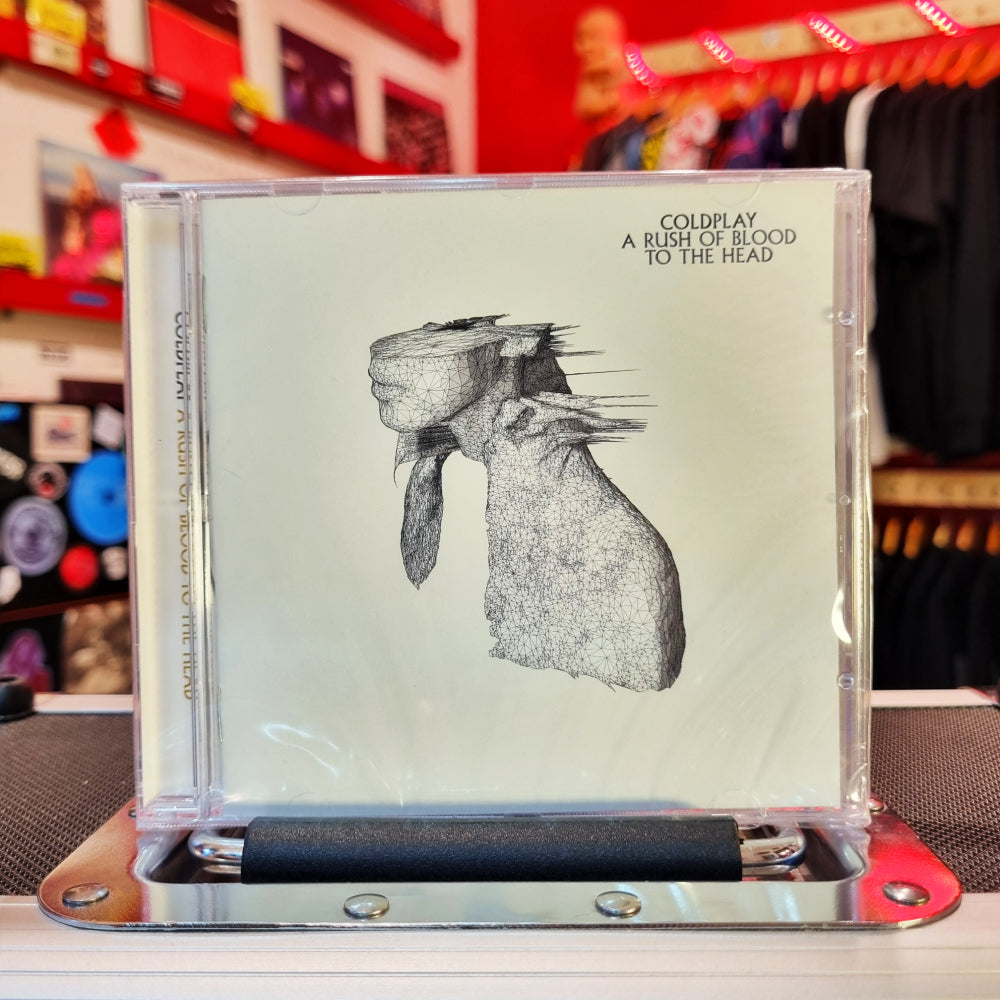 COLDPLAY
A RUSH OF BLOOD
TO THE HEAD
COLDPLAY A RUSH OF BLOOD TO THE HEAD